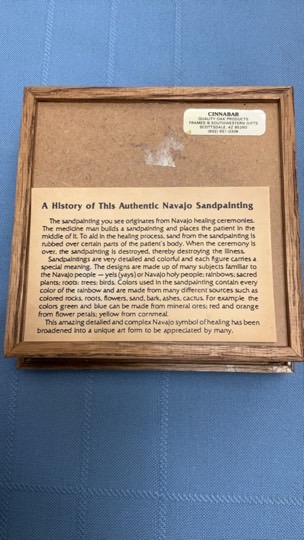 CINNABAR
QUALITY OAK PRODUCTS
FRAMES & SOUTHWESTERN GIFTS
SCOTTSDALE, AZ 85260
A History of This Authentic Navajo Sandpainting
The sandpainting you see originates from Navajo healing ceremonies.
The medicine man builds a sandpainting and places the patient in the
middle of it. To aid in the healing process, sand from the sandpainting is
rubbed over certain parts of the patient's body. When the ceremony is
over, the sandpainting is destroyed, thereby destroying the illness.
Sandpaintings are very detailed and colorful and each figure carries a
special meaning. The designs are made up of many subjects familiar to
the Navajo people — yeis (yays) or Navajo holy people; rainbows; sacred
plants; roots; trees; birds. Colors used in the sandpainting contain every
color of the rainbow and are made from many different sources such as
colored rocks, roots, flowers, sand, bark, ashes, cactus. For example the
colors green and blue can be made from mineral ores; red and orange
from flower petals; yellow from cornmeal.
This amazing detailed and complex Navajo symbol of healing has been
broadened into a unique art form to be appreciated by many.